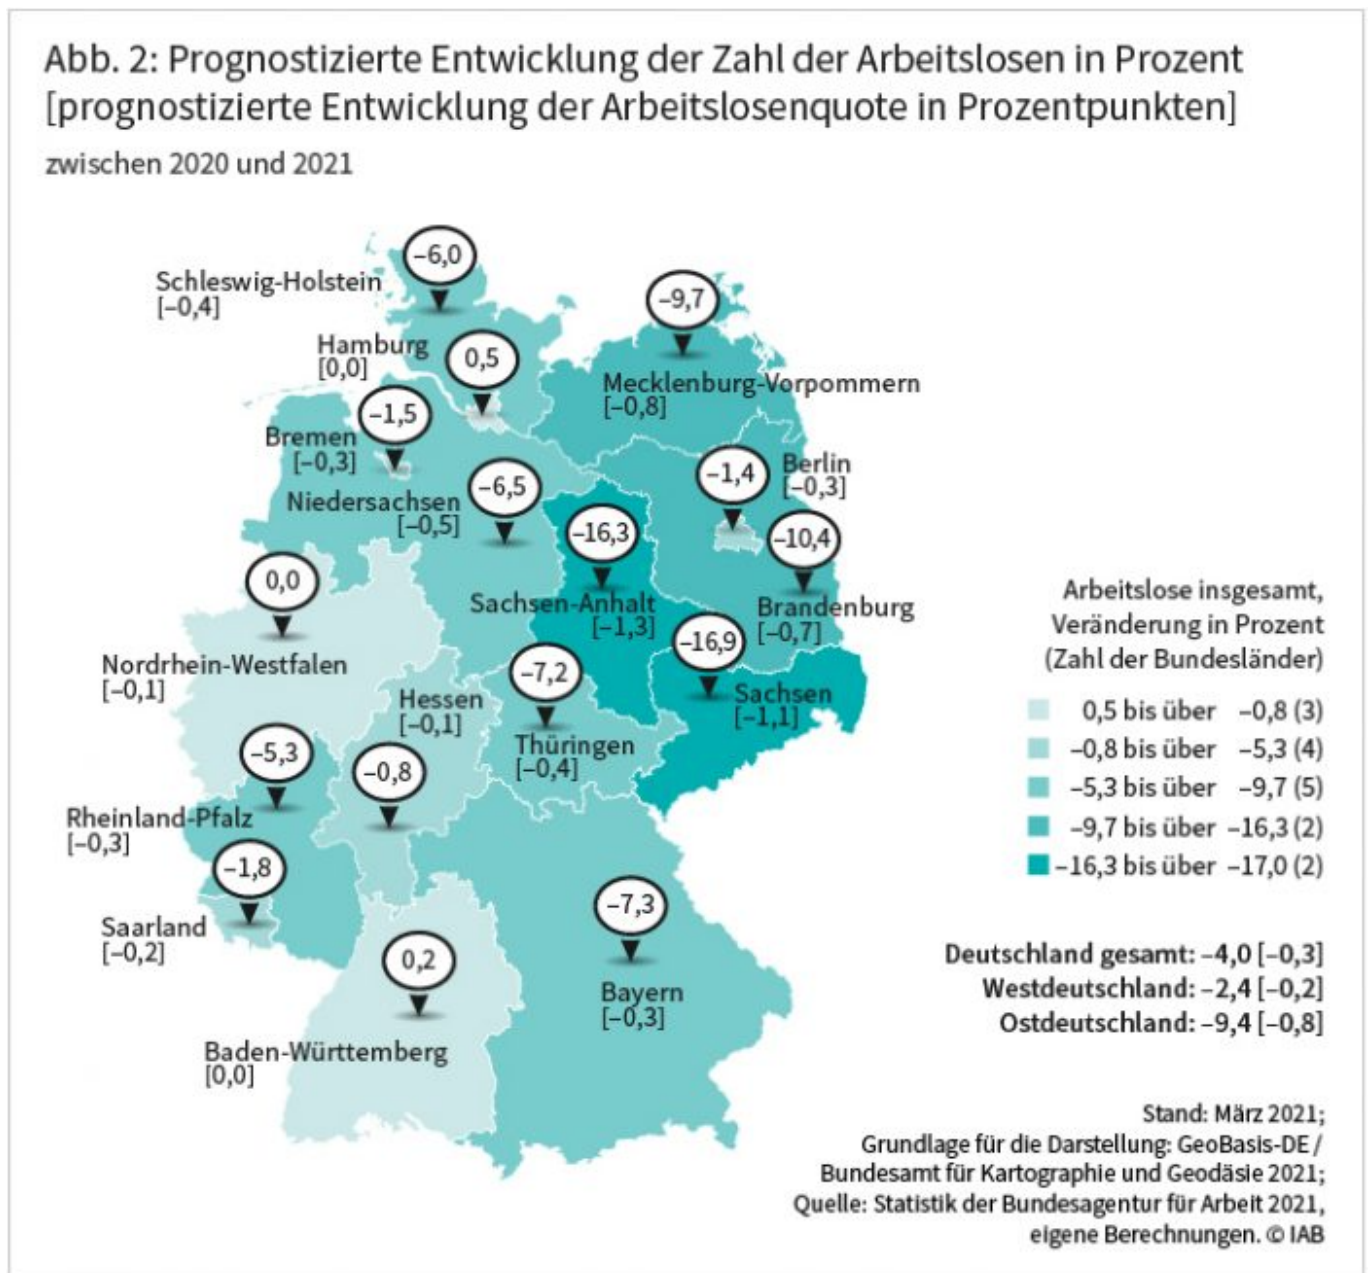 Abb. 2: Prognostizierte Entwicklung der Zahl der Arbeitslosen in Prozent
[prognostizierte Entwicklung der Arbeitslosenquote in Prozentpunkten]
zwischen 2020 und 2021
–6,0
Schleswig-Holstein
[–0,4]
–9,7
Mecklenburg-Vorpommern
[–0,8]
Hamburg
[0,0]
0,5
–1,5
Bremen
[–0,3]
Niedersachsen
[–0,5]
–6,5
–1,4
Berlin
[–0,3]
–16,3
Sachsen-Anhalt
[–1,3]
–10,4
Brandenburg
[–0,7]
0,0
Nordrhein-Westfalen
[–0,1]
–16,9
Sachsen
[–1,1]
–7,2
Thüringen
[–0,4]
Hessen
[–0,1]
–0,8
–5,3
Rheinland-Pfalz
[–0,3]
–1,8
Saarland
[–0,2]
–7,3
Bayern
[–0,3]
0,2
Baden-Württemberg
[0,0]
Arbeitslose insgesamt,
Veränderung in Prozent
(Zahl der Bundesländer)
0,5 bis über –0,8 (3)
–0,8 bis über –5,3 (4)
–5,3 bis über –9,7 (5)
–9,7 bis über –16,3 (2)
–16,3 bis über –17,0 (2)
Deutschland gesamt: –4,0 [–0,3]
Westdeutschland: –2,4 [–0,2]
Ostdeutschland: –9,4 [–0,8]
Stand: März 2021;
Grundlage für die Darstellung: GeoBasis-DE /
Bundesamt für Kartographie und Geodäsie 2021;
Quelle: Statistik der Bundesagentur für Arbeit 2021,
eigene Berechnungen. © IAB